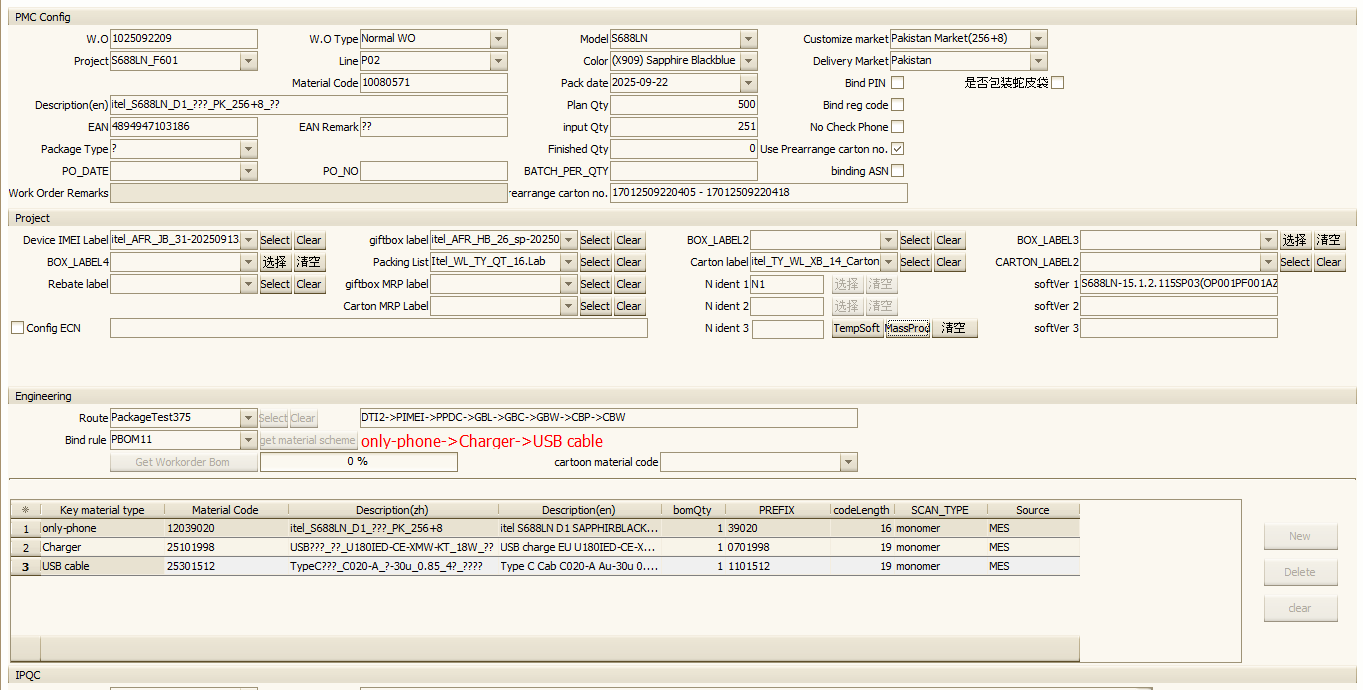 PMC Config
W.O 1025092209 W.O Type Normal WO Model S688LN Customize market Pakistan Market(256+8)
Project S688LN_F601 Line P02 Color (X909) Sapphire Blackblue Delivery Market Pakistan
Material Code 10080571 Pack date 2025-09-22 Bind PIN 是否包装蛇皮袋
Description(en) itel_S688LN_D1_???_PK_256+8_?? Plan Qty 500 Bind reg code
EAN 4894947103186 EAN Remark ?? input Qty 251 No Check Phone
Package Type ? Finished Qty 0 Use Prearrange carton no.
PO_DATE PO_NO BATCH_PER_QTY binding ASN
Work Order Remarks rearrange carton no. 17012509220405 - 17012509220418
Project
Device IMEI Label itel_AFR_JB_31-20250913 Select Clear giftbox label itel_AFR_HB_26_sp-20250 Select Clear BOX_LABEL2 Select Clear BOX_LABEL3 选择 清空
BOX_LABEL4 选择 清空 Packing List Itel_WL_TY_QT_16.Lab Select Clear Carton label itel_TY_WL_XB_14_Carton Select Clear CARTON_LABEL2 Select Clear
Rebate label Select Clear giftbox MRP label Select Clear N ident 1 N1 选择 清空 softVer 1 S688LN-15.1.2.115SP03(OP001PF001AZ
Carton MRP Label Select Clear N ident 2 选择 清空 softVer 2
Config ECN N ident 3 TempSoft MassProd 清空 softVer 3
Engineering
Route PackageTest375 Select Clear DTI2->PIMEI->PPDC->GBL->GBC->GBW->CBP->CBW
Bind rule PBOM11 get material scheme only-phone->Charger->USB cable
Get Workorder Bom 0 % cartoon material code
Key material type Material Code Description(zh) Description(en) bomQty PREFIX codeLength SCAN_TYPE Source
1 only-phone 12039020 itel_S688LN_D1_???_PK_256+8 itel S688LN D1 SAPPHIRBLACK... 1 39020 16 monomer MES
2 Charger 25101998 USB???_??_U180IED-CE-XMW-KT_18W_?? USB charge EU U180IED-CE-X... 1 0701998 19 monomer MES
3 USB cable 25301512 TypeC???_C020-A_?-30u_0.85_4?_???? Type C Cab C020-A Au-30u 0.... 1 1101512 19 monomer MES
New
Delete
clear
IPQC